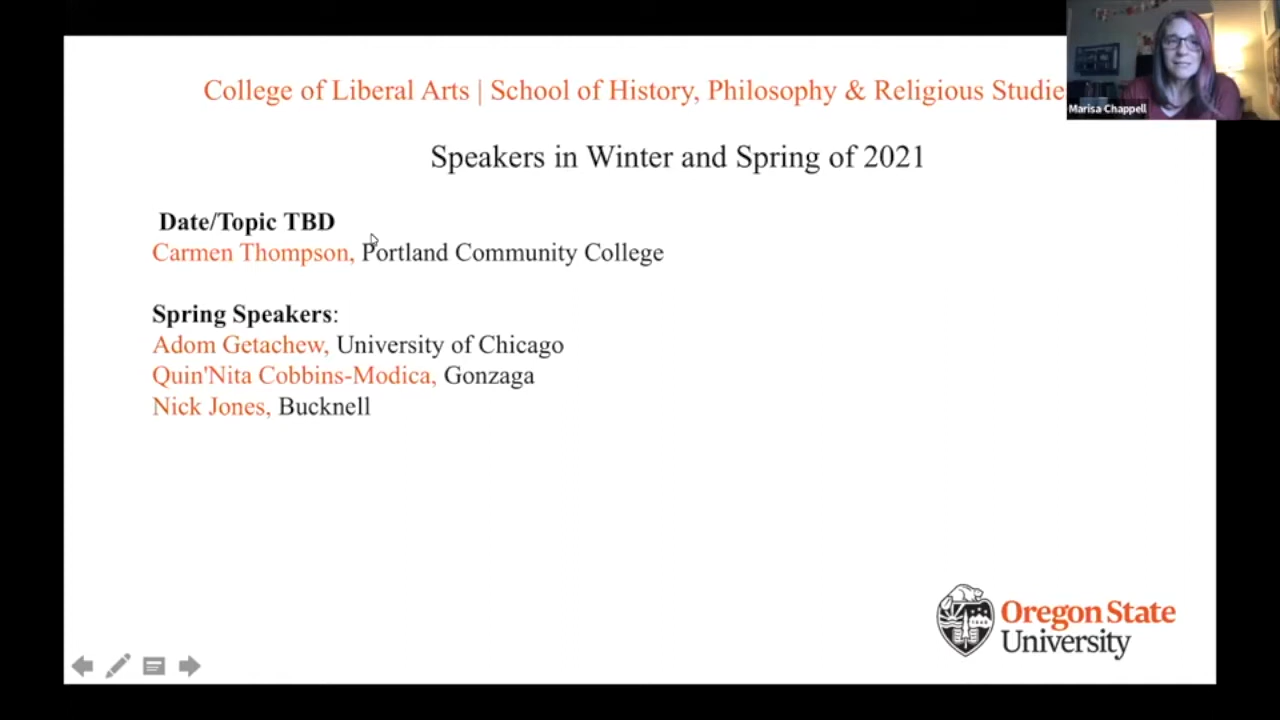 College of Liberal Arts | School of History, Philosophy & Religious Studie
Marisa Chappell
Speakers in Winter and Spring of 2021
Date/Topic TBD
Carmen Thompson, Portland Community College
Spring Speakers:
Adom Getachew, University of Chicago
Quin'Nita Cobbins-Modica, Gonzaga
Nick Jones, Bucknell
Oregon State
University